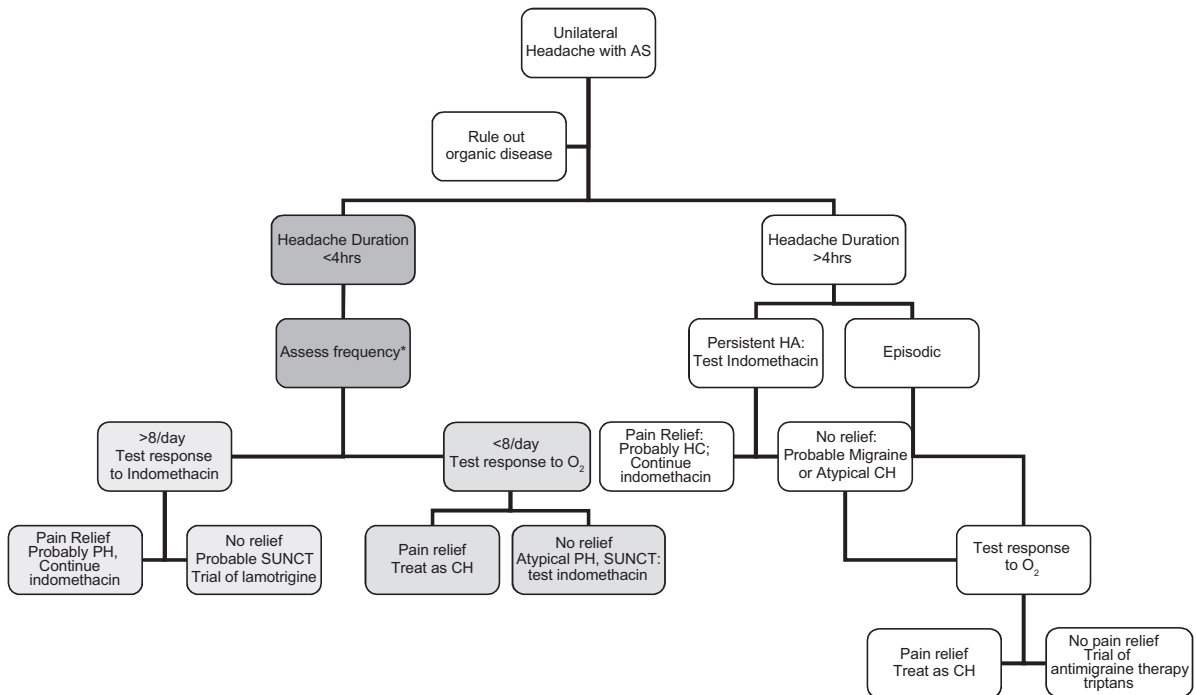 Unilateral
Headache with AS
Rule out
organic disease
Headache Duration
<4hrs
Headache Duration
>4hrs
Assess frequency*
Persistent HA:
Test Indomethacin
Episodic
>8/day
Test response
to Indomethacin
<8/day
Test response to O₂
Pain Relief:
Probably HC;
Continue
indomethacin
No relief:
Probable Migraine
or Atypical CH
Pain Relief
Probably PH,
Continue
indomethacin
No relief
Probable SUNCT
Trial of lamotrigine
Pain relief
Treat as CH
No relief
Atypical PH, SUNCT:
test indomethacin
Test response
to O₂
Pain relief
Treat as CH
No pain relief
Trial of
antimigraine therapy
triptans